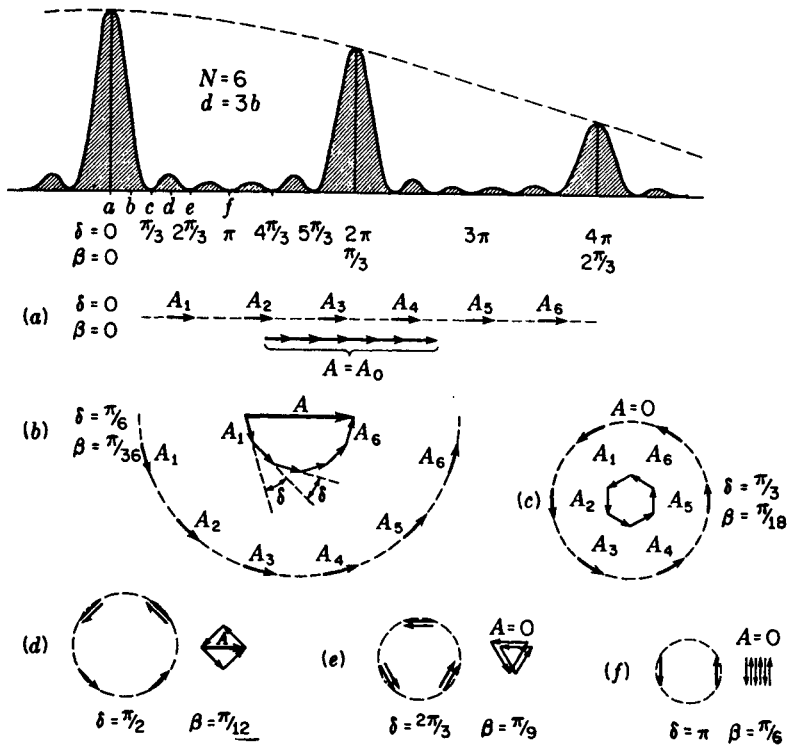 N=6
d=3b
a b c d e f
δ=0 π/3 2π/3 π 4π/3 5π/3 2π 3π 4π
β=0 π/3 2π/3
(a) δ=0 A₁ A₂ A₃ A₄ A₅ A₆
β=0
A=A₀
(b) δ=π/6
β=π/36
A₁ A₂ A₃ A₄ A₅ A₆
A
A₁ A₆
δ δ
(c) A=0
A₁ A₆
A₂ A₅
A₃ A₄
δ=π/3
β=π/18
(d) A
δ=π/2 β=π/12
(e) A=0
δ=2π/3 β=π/9
(f) A=0
δ=π β=π/6